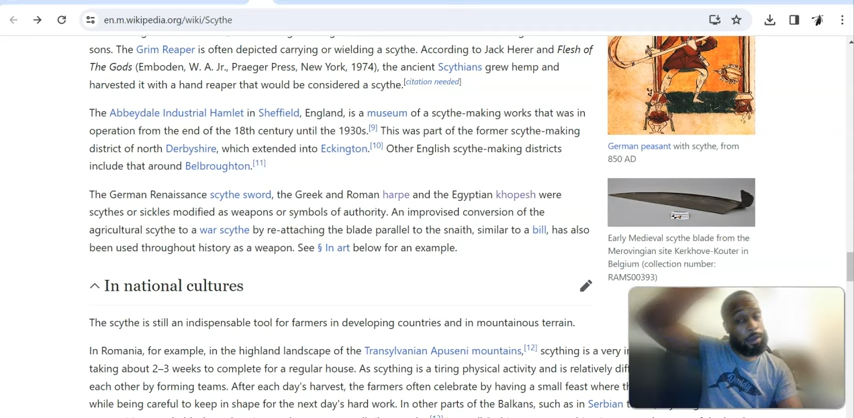 en.m.wikipedia.org/wiki/Scythe
sons. The Grim Reaper is often depicted carrying or wielding a scythe. According to Jack Herer and Flesh of
The Gods (Emboden, W. A. Jr., Praeger Press, New York, 1974), the ancient Scythians grew hemp and
harvested it with a hand reaper that would be considered a scythe.[citation needed]
The Abbeydale Industrial Hamlet in Sheffield, England, is a museum of a scythe-making works that was in
operation from the end of the 18th century until the 1930s.[9] This was part of the former scythe-making
district of north Derbyshire, which extended into Eckington.[10] Other English scythe-making districts
include that around Belbroughton.[11]
The German Renaissance scythe sword, the Greek and Roman harpe and the Egyptian khopesh were
scythes or sickles modified as weapons or symbols of authority. An improvised conversion of the
agricultural scythe to a war scythe by re-attaching the blade parallel to the snaith, similar to a bill, has also
been used throughout history as a weapon. See § In art below for an example.
In national cultures
The scythe is still an indispensable tool for farmers in developing countries and in mountainous terrain.
In Romania, for example, in the highland landscape of the Transylvanian Apuseni mountains,[12] scything is a very i
taking about 2–3 weeks to complete for a regular house. As scything is a tiring physical activity and is relatively dif
each other by forming teams. After each day's harvest, the farmers often celebrate by having a small feast where th
while being careful to keep in shape for the next day's hard work. In other parts of the Balkans, such as in Serbian t
German peasant with scythe, from
850 AD
Early Medieval scythe blade from the
Merovingian site Kerkhove-Kouter in
Belgium (collection number:
RAMS00393)